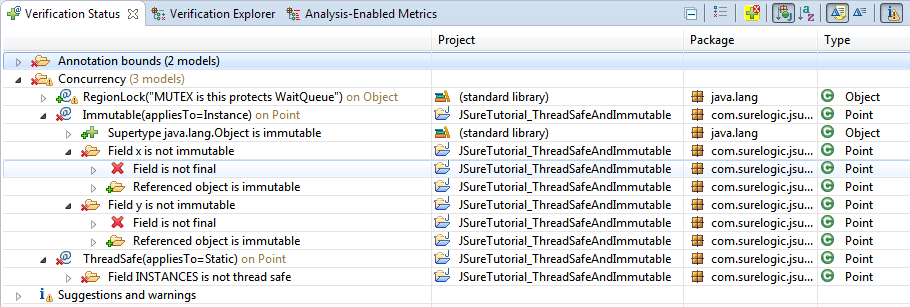 Verification Status Verification Explorer Analysis-Enabled Metrics
Project Package Type
Annotation bounds (2 models)
Concurrency (3 models)
RegionLock("MUTEX is this protects WaitQueue") on Object (standard library) java.lang Object
Immutable(appliesTo=Instance) on Point JSureTutorial_ThreadSafeAndImmutable com.surelogic.jsu... Point
Supertype java.lang.Object is immutable (standard library) java.lang Object
Field x is not immutable JSureTutorial_ThreadSafeAndImmutable com.surelogic.jsu... Point
Field is not final JSureTutorial_ThreadSafeAndImmutable com.surelogic.jsu... Point
Referenced object is immutable JSureTutorial_ThreadSafeAndImmutable com.surelogic.jsu... Point
Field y is not immutable JSureTutorial_ThreadSafeAndImmutable com.surelogic.jsu... Point
Field is not final JSureTutorial_ThreadSafeAndImmutable com.surelogic.jsu... Point
Referenced object is immutable JSureTutorial_ThreadSafeAndImmutable com.surelogic.jsu... Point
ThreadSafe(appliesTo=Static) on Point JSureTutorial_ThreadSafeAndImmutable com.surelogic.jsu... Point
Field INSTANCES is not thread safe JSureTutorial_ThreadSafeAndImmutable com.surelogic.jsu... Point
Suggestions and warnings